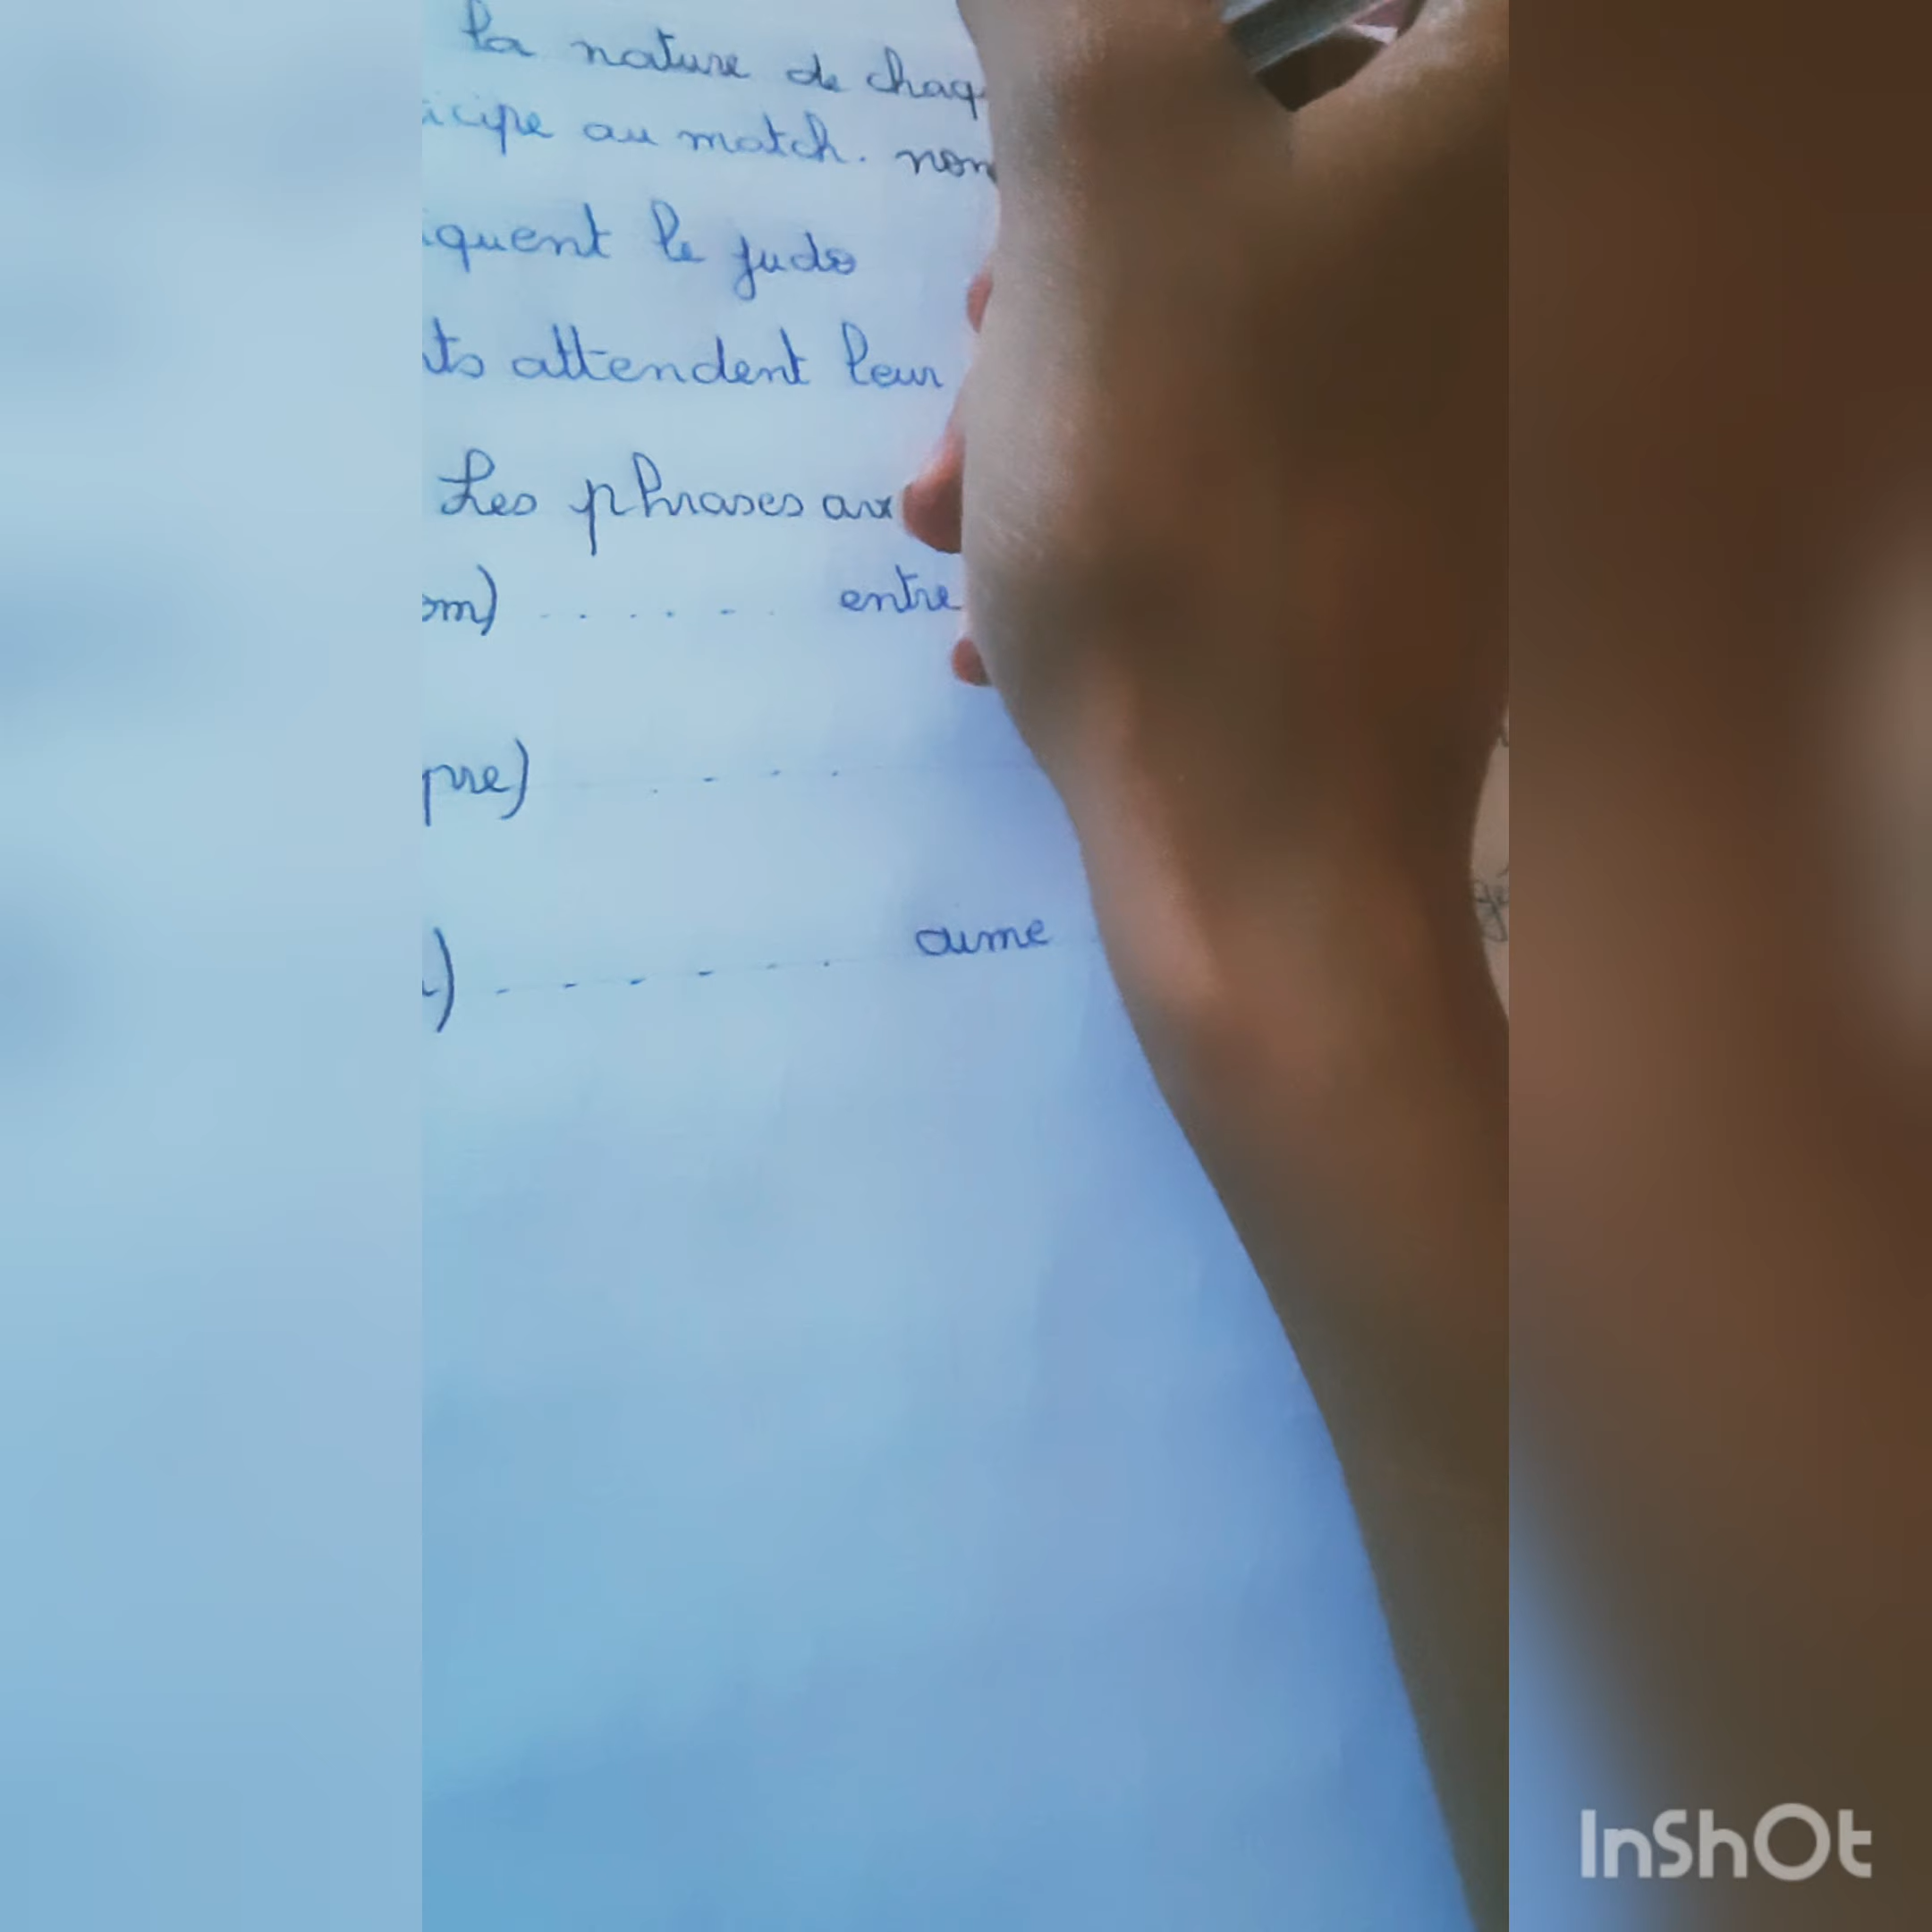 la nature de chaq
icipe au match. nom
iquent le judo
ts attendent leur
Les phrases aux
om) ...... entre
pre) ....
) ...... aime
InShOt